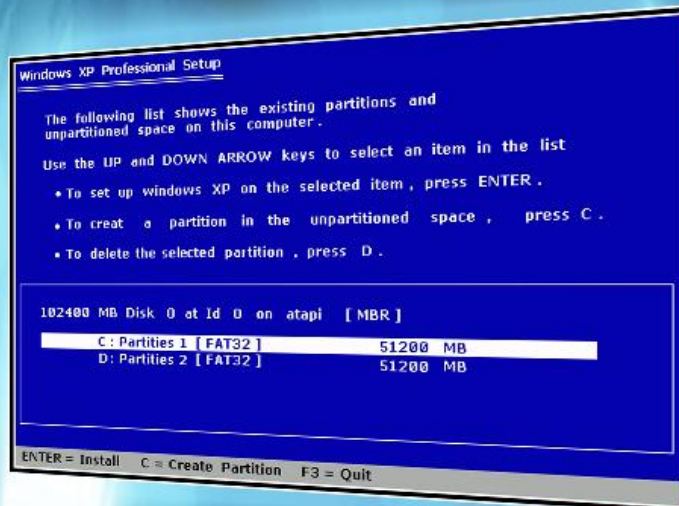 Windows XP Professional Setup
The following list shows the existing partitions and
unpartitioned space on this computer.
Use the UP and DOWN ARROW keys to select an item in the list
• To set up windows XP on the selected item, press ENTER.
• To creat a partition in the unpartitioned space, press C.
• To delete the selected partition, press D.
102400 MB Disk 0 at Id 0 on atapi [MBR]
C: Partities 1 [FAT32] 51200 MB
D: Partities 2 [FAT32] 51200 MB
ENTER = Install C = Create Partition F3 = Quit